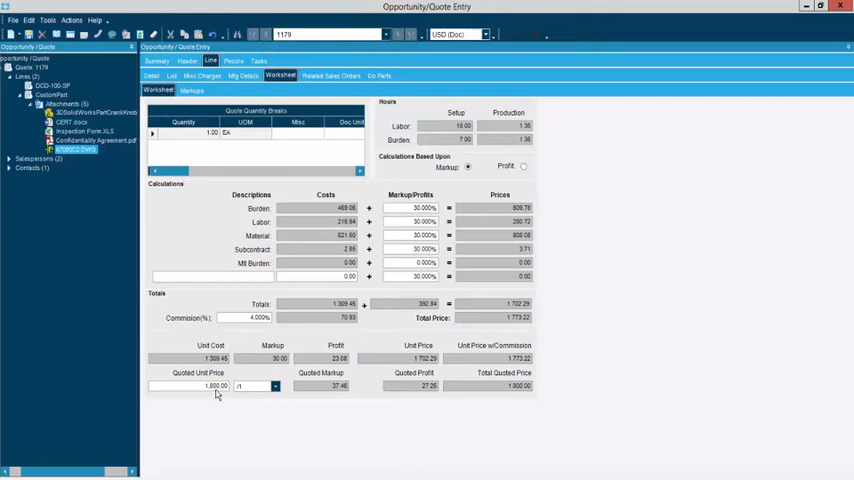 Opportunity/Quote Entry
File Edit Tools Actions Help
1179 USD (Doc)
Opportunity / Quote
Opportunity/Quote Entry
pportunity / Quote
Quote: 1179
Lines (2)
DCD-100-SP
CustomPart
Attachments (5)
3DSolidWorksPartCrankKnob
CERT.docx
Inspection Form.XLS
Confidentiality Agreement.pdf
Salespersons (2)
Contacts (1)
Summary Header Line People Tasks
Detail List Misc Charges Mfg Details Worksheet Related Sales Orders Co Parts
Worksheet Markups
Quote Quantity Breaks
Quantity UOM Misc Doc Unit
1.00 EA
Hours
Setup Production
Labor: 16.00 1.35
Burden: 7.00 1.35
Calculations Based Upon
Markup: Profit:
Calculations
Descriptions Costs Markup/Profits Prices
Burden: 469.06 + 30.000% = 609.78
Labor: 215.94 + 30.000% = 280.72
Material: 621.60 + 30.000% = 808.08
Subcontract: 2.85 + 30.000% = 3.71
Mtl Burden: 0.00 + 0.000% = 0.00
0.00 + 30.000% = 0.00
Totals
Totals: 1 309.45 + 392.84 = 1 702.29
Commision(%): 4.000% 70.93 Total Price: 1 773.22
Unit Cost Markup Profit Unit Price Unit Price w/Commission
1 309.45 30.00 23.08 1 702.29 1 773.22
Quoted Unit Price Quoted Markup Quoted Profit Total Quoted Price
1,800.00 /1 37.46 27.25 1 800.00